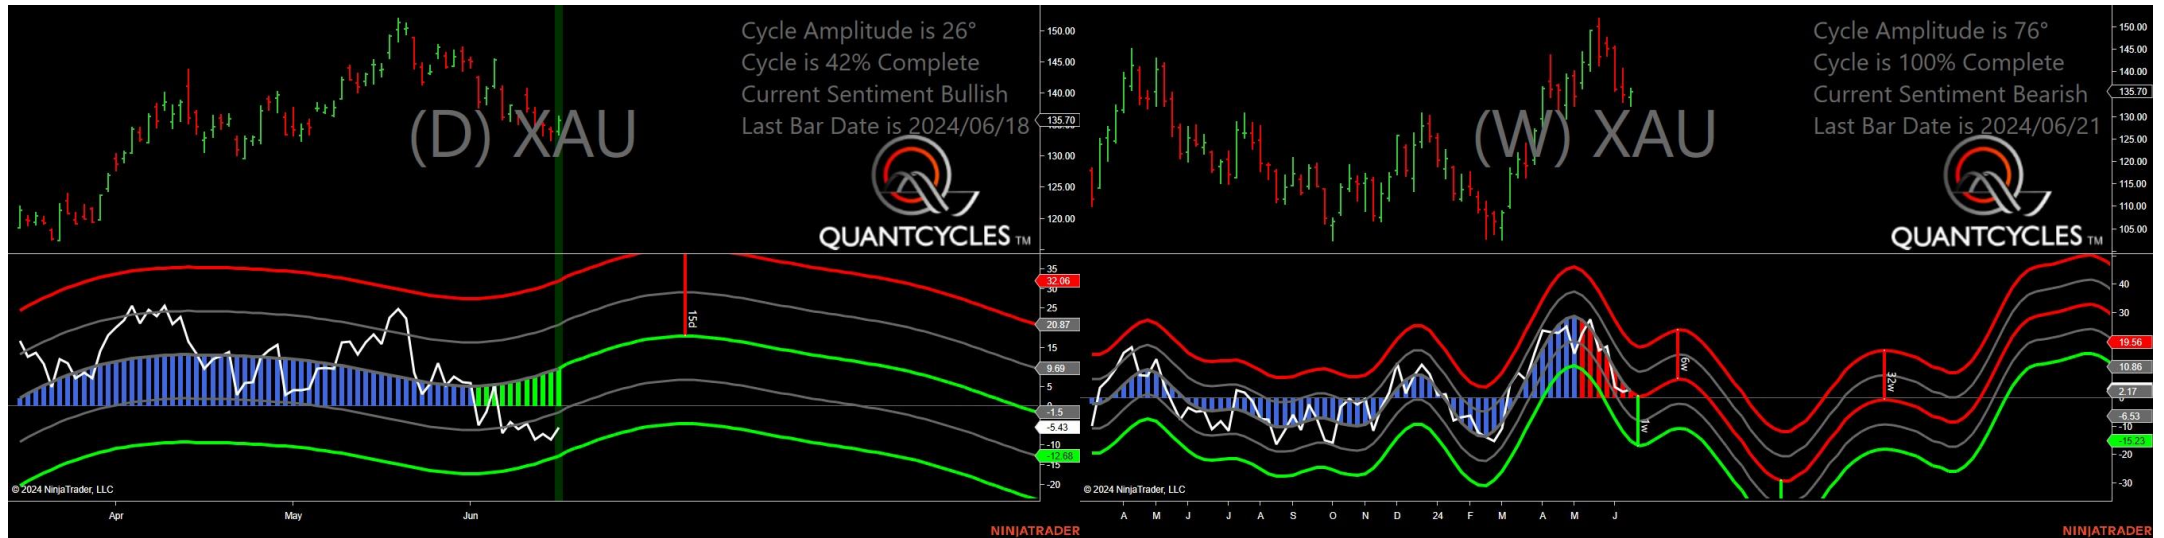 Cycle Amplitude is 26°
Cycle is 42% Complete
Current Sentiment Bullish
Last Bar Date is 2024/06/18
(D) XAU
QUANTCYCLES TM
150.00
145.00
140.00
135.70
130.00
125.00
120.00
35
32.06
30
25
20.87
15
9.69
5
0
-1.5
-5.43
-10
-12.68
-15
-20
15d
© 2024 NinjaTrader, LLC
Apr May Jun
NINJATRADER
Cycle Amplitude is 76°
Cycle is 100% Complete
Current Sentiment Bearish
Last Bar Date is 2024/06/21
(W) XAU
QUANTCYCLES TM
150.00
145.00
140.00
135.70
130.00
125.00
120.00
115.00
110.00
105.00
40
30
19.56
10.86
2.17
0
-6.53
-10
-15.23
-20
-30
6w
1w
32w
© 2024 NinjaTrader, LLC
A M J J A S O N D 24 F M A M J
NINJATRADER